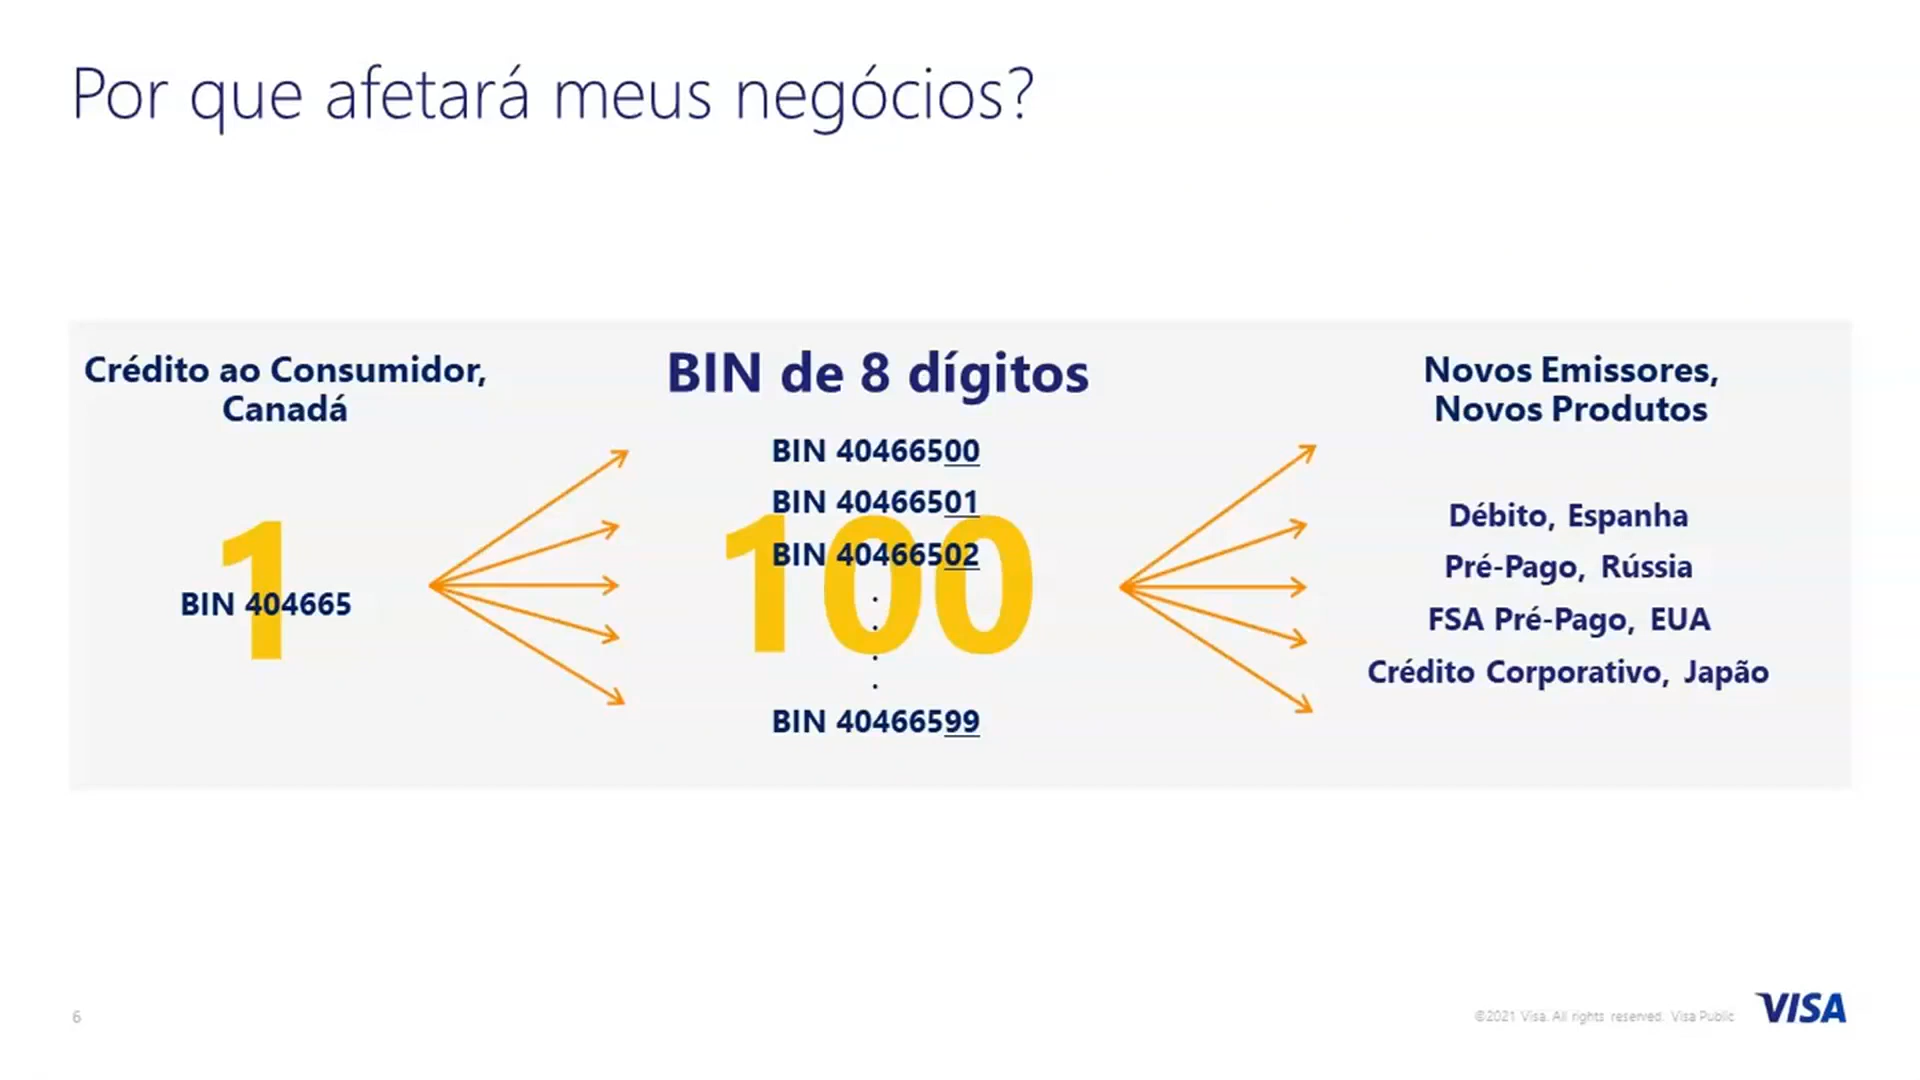 Por que afetará meus negócios?
Crédito ao Consumidor,
Canadá
1
BIN 404665
BIN de 8 dígitos
BIN 40466500
BIN 40466501
BIN 40466502
100
.
.
.
.
BIN 40466599
Novos Emissores,
Novos Produtos
Débito, Espanha
Pré-Pago, Rússia
FSA Pré-Pago, EUA
Crédito Corporativo, Japão
6
©2021 Visa. All rights reserved. Visa Public
VISA